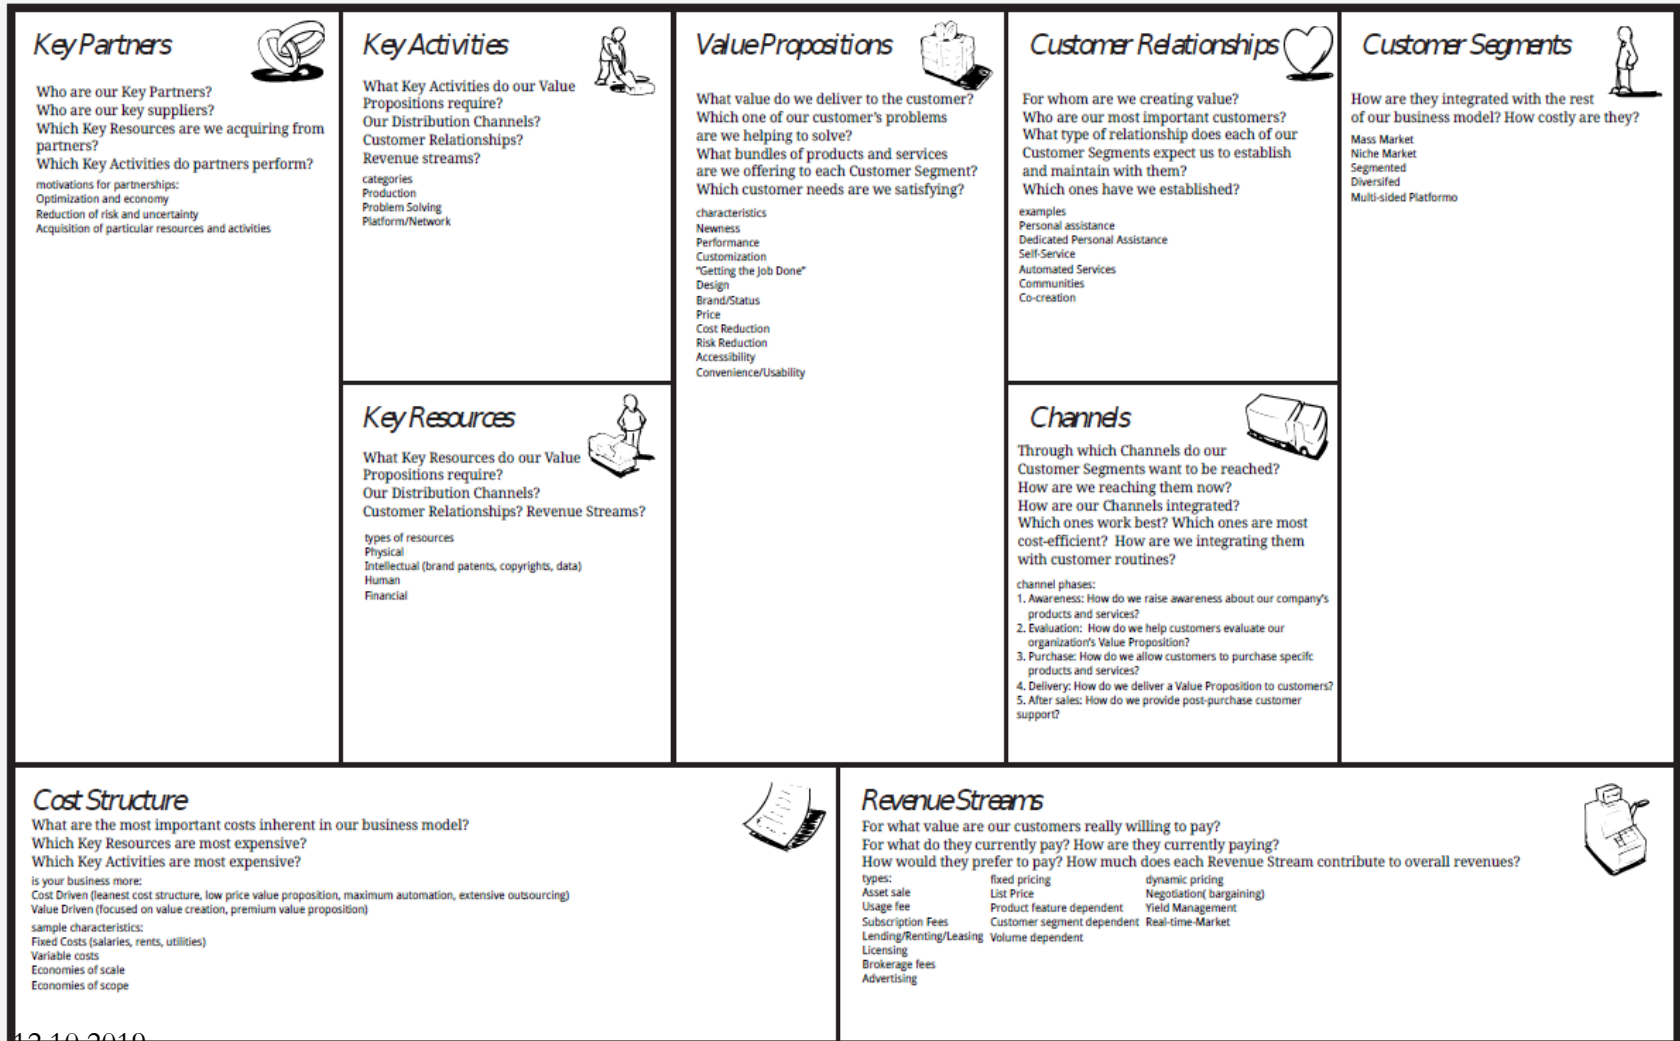 Key Partners
Who are our Key Partners?
Who are our key suppliers?
Which Key Resources are we acquiring from
partners?
Which Key Activities do partners perform?
motivations for partnerships:
Optimization and economy
Reduction of risk and uncertainty
Acquisition of particular resources and activities
Key Activities
What Key Activities do our Value
Propositions require?
Our Distribution Channels?
Customer Relationships?
Revenue streams?
categories
Production
Problem Solving
Platform/Network
Key Resources
What Key Resources do our Value
Propositions require?
Our Distribution Channels?
Customer Relationships? Revenue Streams?
types of resources
Physical
Intellectual (brand patents, copyrights, data)
Human
Financial
Value Propositions
What value do we deliver to the customer?
Which one of our customer's problems
are we helping to solve?
What bundles of products and services
are we offering to each Customer Segment?
Which customer needs are we satisfying?
characteristics
Newness
Performance
Customization
"Getting the Job Done"
Design
Brand/Status
Price
Cost Reduction
Risk Reduction
Accessibility
Convenience/Usability
Customer Relationships
For whom are we creating value?
Who are our most important customers?
What type of relationship does each of our
Customer Segments expect us to establish
and maintain with them?
Which ones have we established?
examples
Personal assistance
Dedicated Personal Assistance
Self-Service
Automated Services
Communities
Co-creation
Channels
Through which Channels do our
Customer Segments want to be reached?
How are we reaching them now?
How are our Channels integrated?
Which ones work best? Which ones are most
cost-efficient? How are we integrating them
with customer routines?
channel phases:
1. Awareness: How do we raise awareness about our company's
products and services?
2. Evaluation: How do we help customers evaluate our
organization's Value Proposition?
3. Purchase: How do we allow customers to purchase specifc
products and services?
4. Delivery: How do we deliver a Value Proposition to customers?
5. After sales: How do we provide post-purchase customer
support?
Customer Segments
How are they integrated with the rest
of our business model? How costly are they?
Mass Market
Niche Market
Segmented
Diversifed
Multi-sided Platformo
Cost Structure
What are the most important costs inherent in our business model?
Which Key Resources are most expensive?
Which Key Activities are most expensive?
is your business more:
Cost Driven (leanest cost structure, low price value proposition, maximum automation, extensive outsourcing)
Value Driven (focused on value creation, premium value proposition)
sample characteristics:
Fixed Costs (salaries, rents, utilities)
Variable costs
Economies of scale
Economies of scope
Revenue Streams
For what value are our customers really willing to pay?
For what do they currently pay? How are they currently paying?
How would they prefer to pay? How much does each Revenue Stream contribute to overall revenues?
types:
Asset sale
Usage fee
Subscription Fees
Lending/Renting/Leasing
Licensing
Brokerage fees
Advertising
fixed pricing
List Price
Product feature dependent
Customer segment dependent
Volume dependent
dynamic pricing
Negotiation( bargaining)
Yield Management
Real-time-Market
12.10.2019